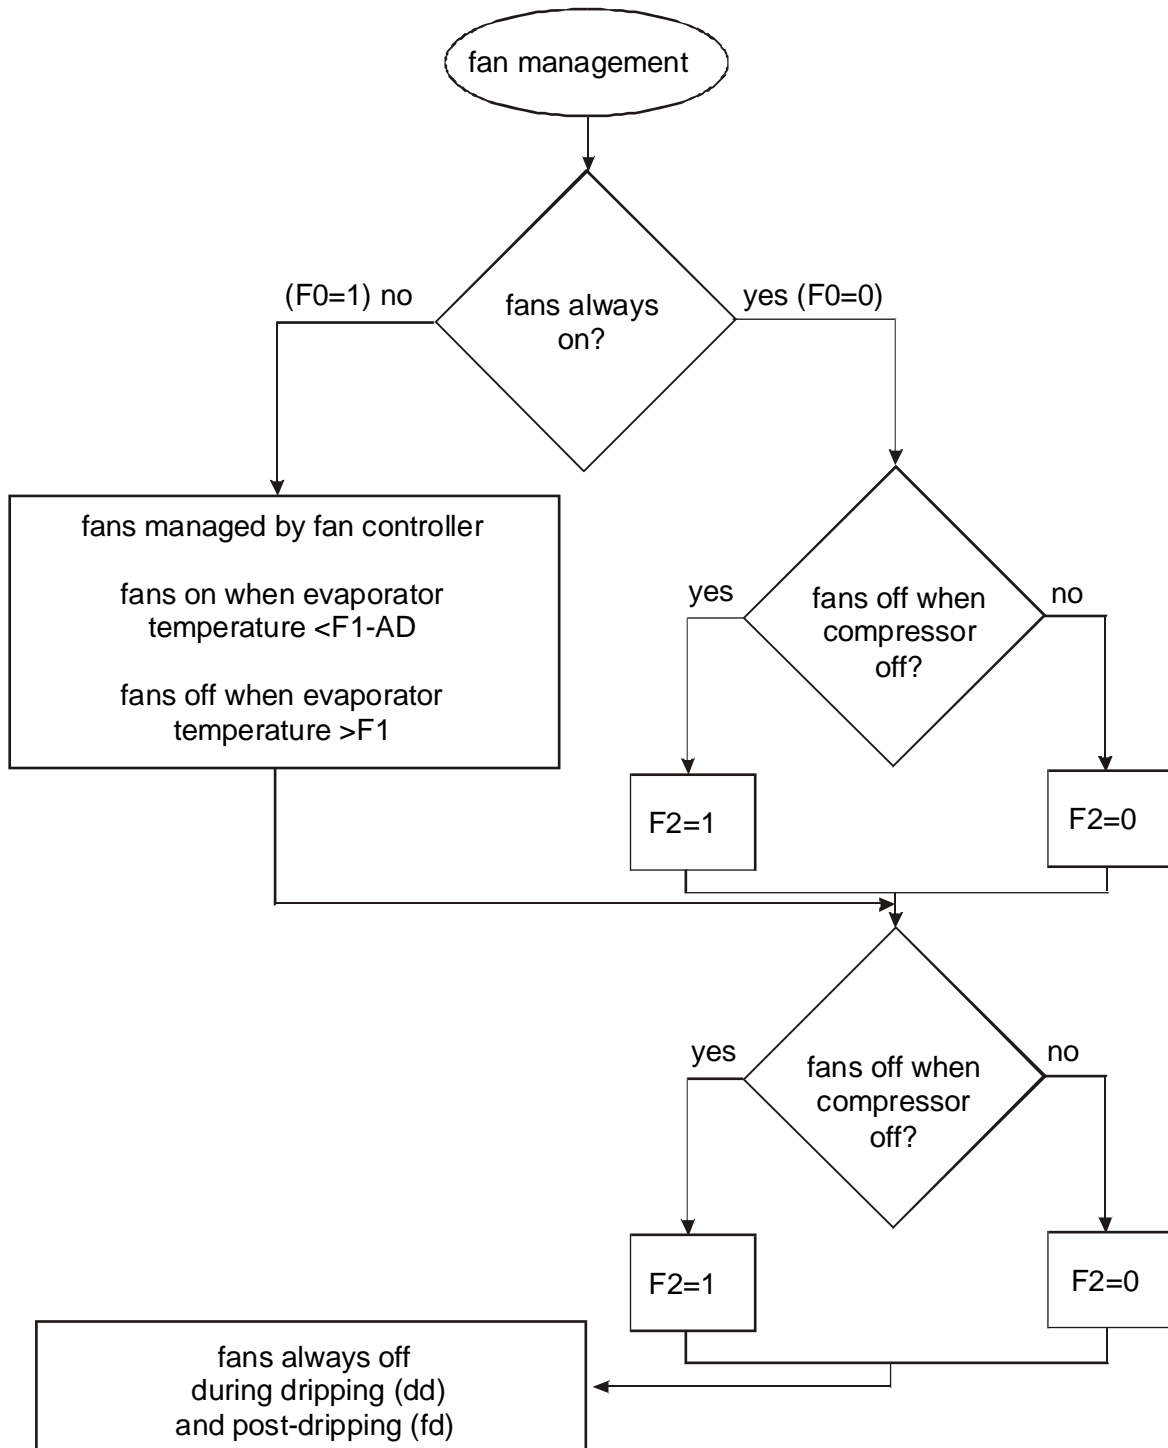 fan management
(F0=1) no
fans always
on?
yes (F0=0)
fans managed by fan controller
fans on when evaporator
temperature <F1-AD
fans off when evaporator
temperature >F1
yes
fans off when
compressor
off?
no
F2=1
F2=0
yes
fans off when
compressor
off?
no
F2=1
F2=0
fans always off
during dripping (dd)
and post-dripping (fd)